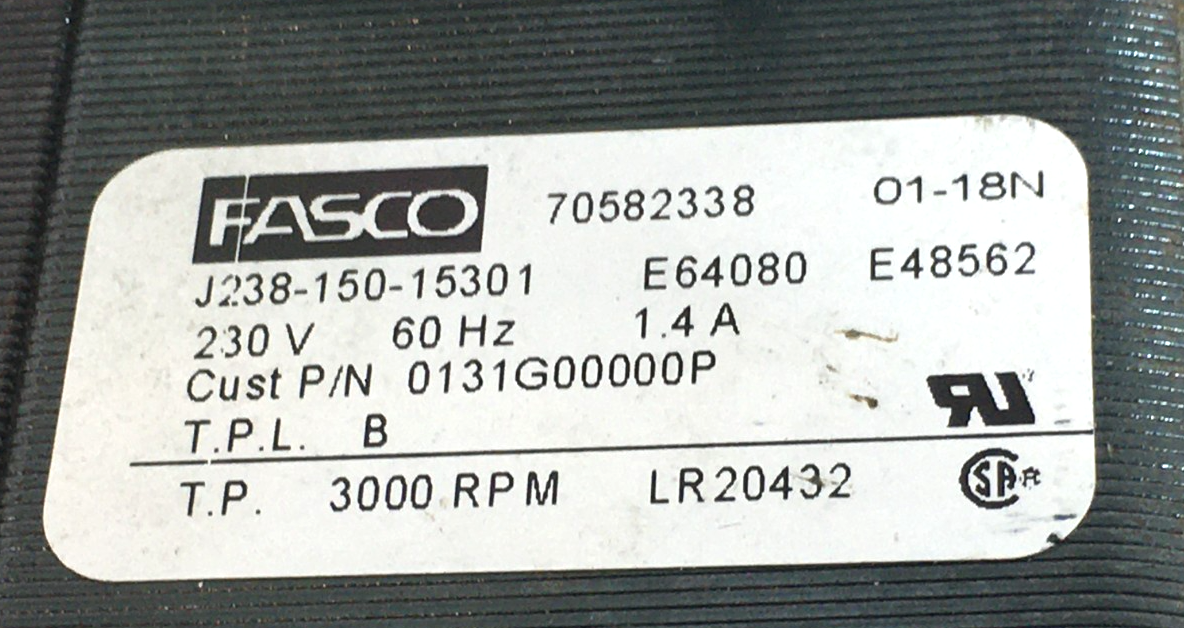 FASCO 70582338 01-18N
J238-150-15301 E64080 E48562
230 V 60 Hz 1.4 A
Cust P/N 0131G00000P
T.P.L. B
T.P. 3000 RPM LR20432